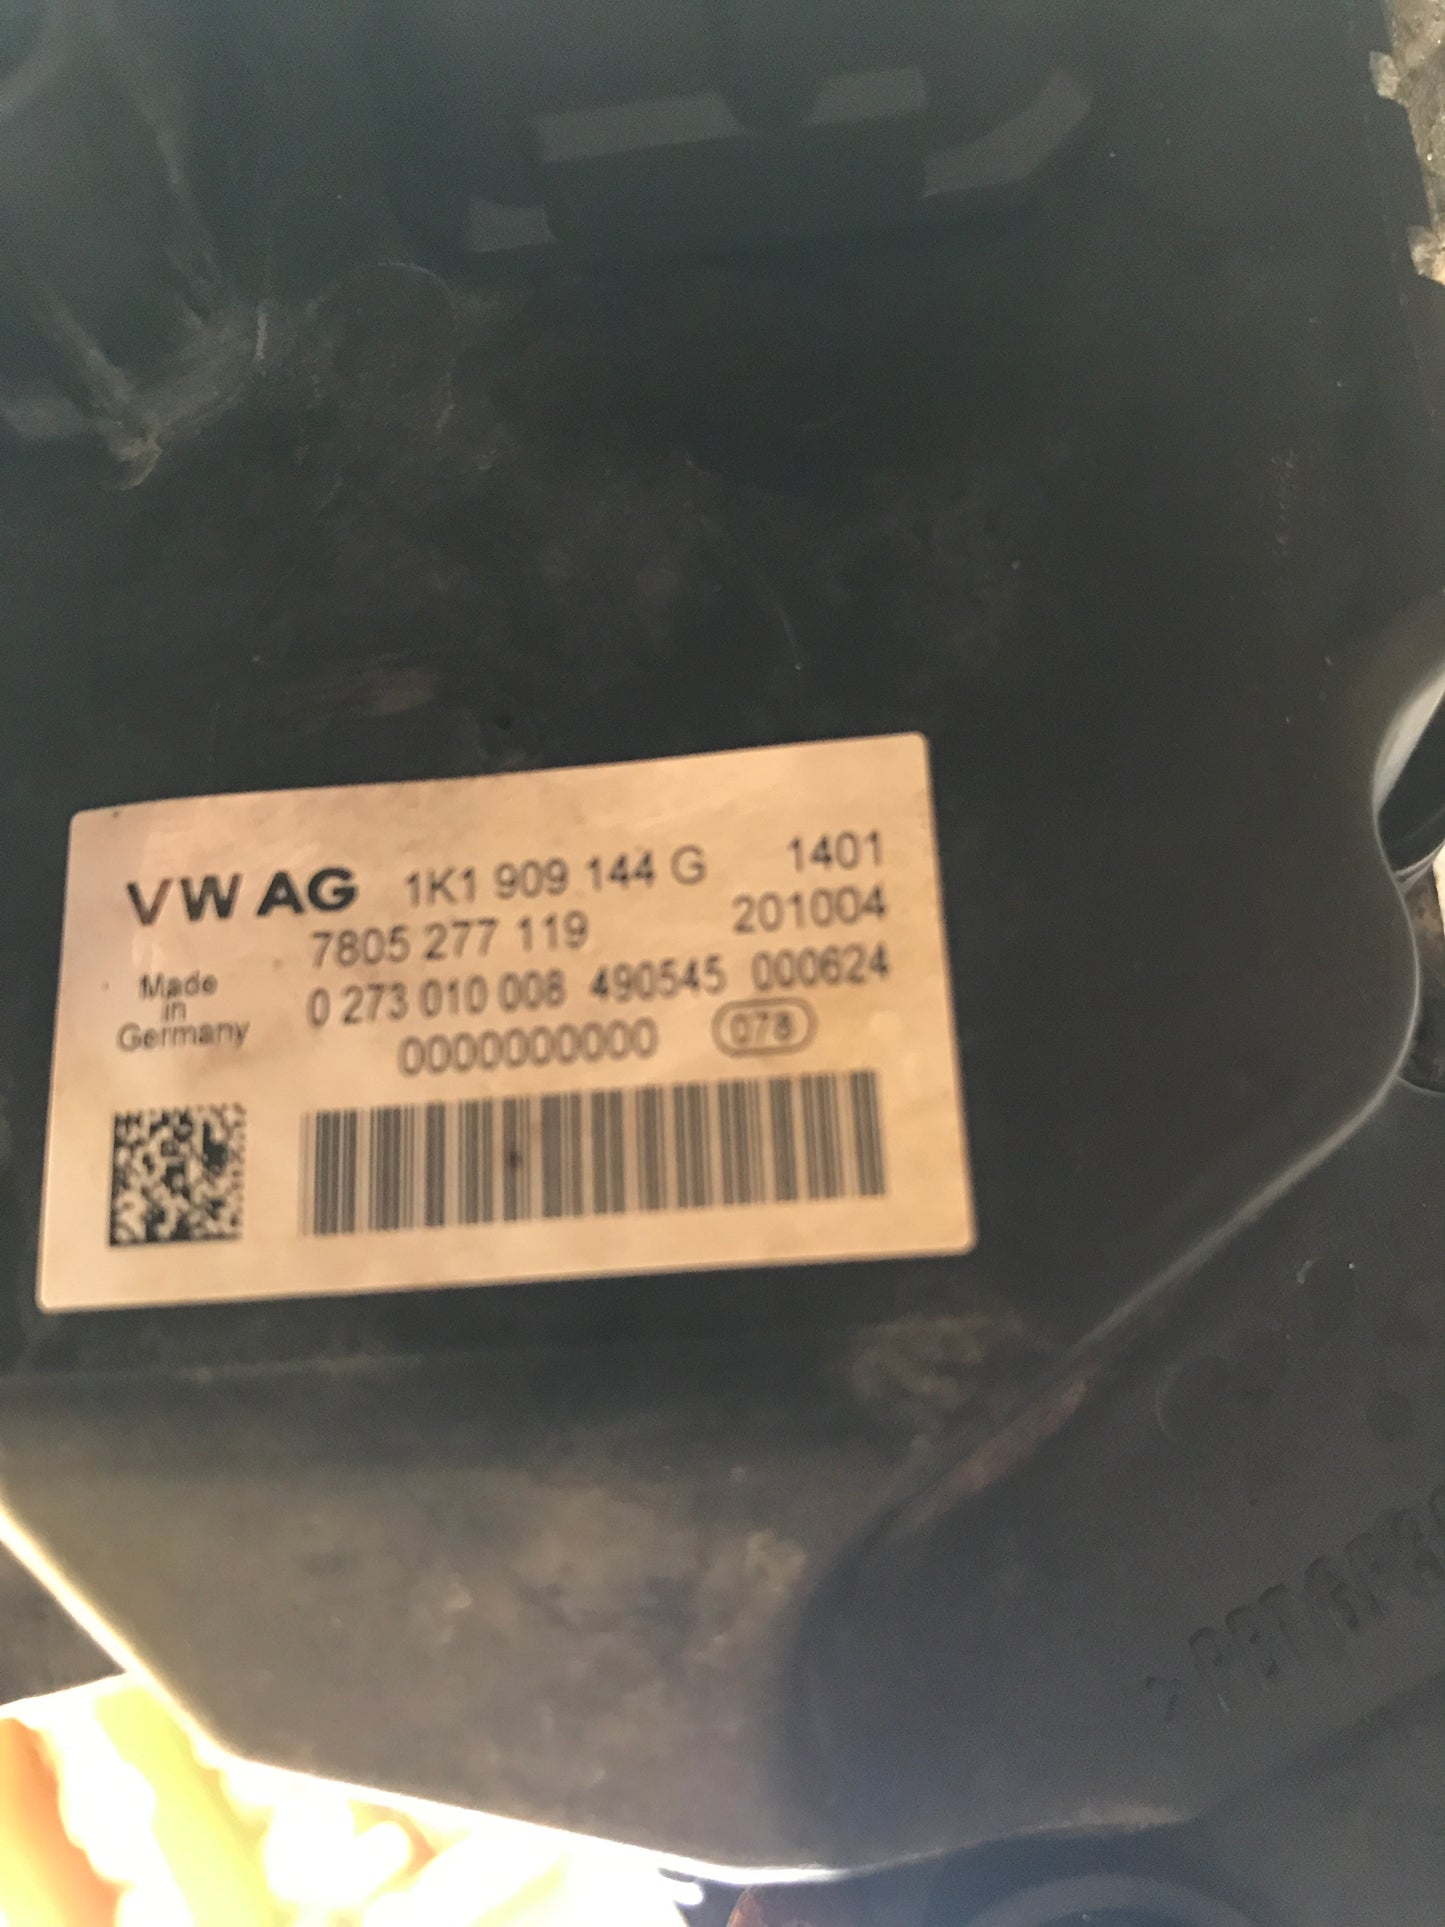 VW AG 1K1 909 144 G 1401
7805 277 119 201004
Made in Germany
0 273 010 008 490545 000624
0000000000 078